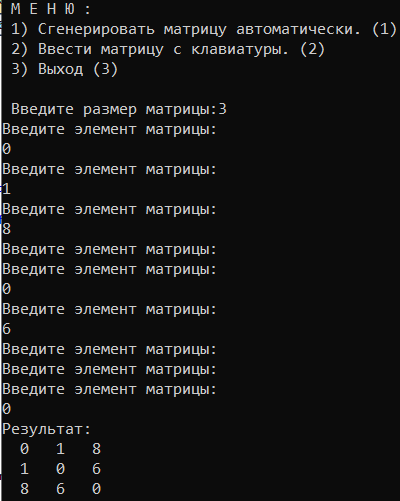 М Е Н Ю :
1) Сгенерировать матрицу автоматически. (1)
2) Ввести матрицу с клавиатуры. (2)
3) Выход (3)
Введите размер матрицы:3
Введите элемент матрицы:
0
Введите элемент матрицы:
1
Введите элемент матрицы:
8
Введите элемент матрицы:
Введите элемент матрицы:
0
Введите элемент матрицы:
6
Введите элемент матрицы:
Введите элемент матрицы:
Введите элемент матрицы:
0
Результат:
0 1 8
1 0 6
8 6 0